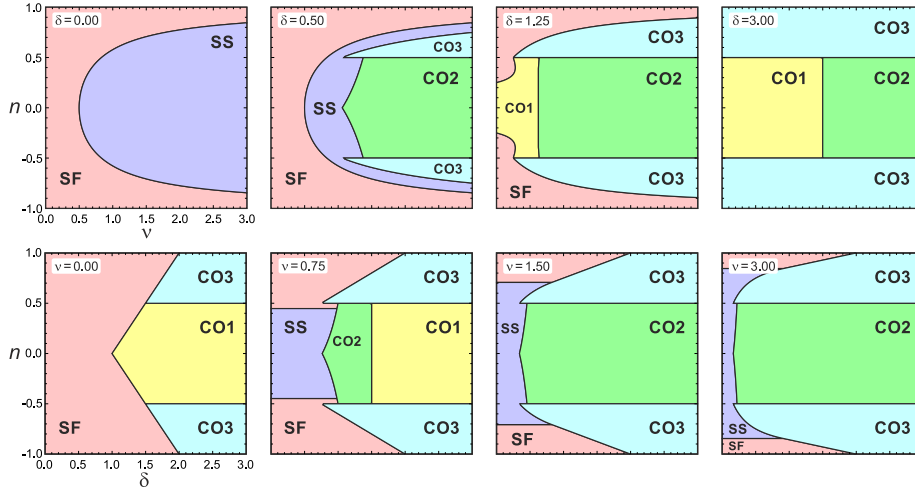 δ=0.00
SS
SF
n
1.0
0.5
0.0
-0.5
-1.0
0.0 0.5 1.0 1.5 2.0 2.5 3.0
ν
δ=0.50
CO3
CO2
SS
CO3
SF
δ=1.25
CO3
CO2
CO1
SF
CO3
δ=3.00
CO3
CO1
CO2
CO3
ν=0.00
CO3
CO1
SF
CO3
n
1.0
0.5
0.0
-0.5
-1.0
0.0 0.5 1.0 1.5 2.0 2.5 3.0
δ
ν=0.75
CO3
SS
CO2
CO1
SF
CO3
ν=1.50
CO3
SS
CO2
SF
CO3
ν=3.00
CO3
CO2
SS
SF
CO3